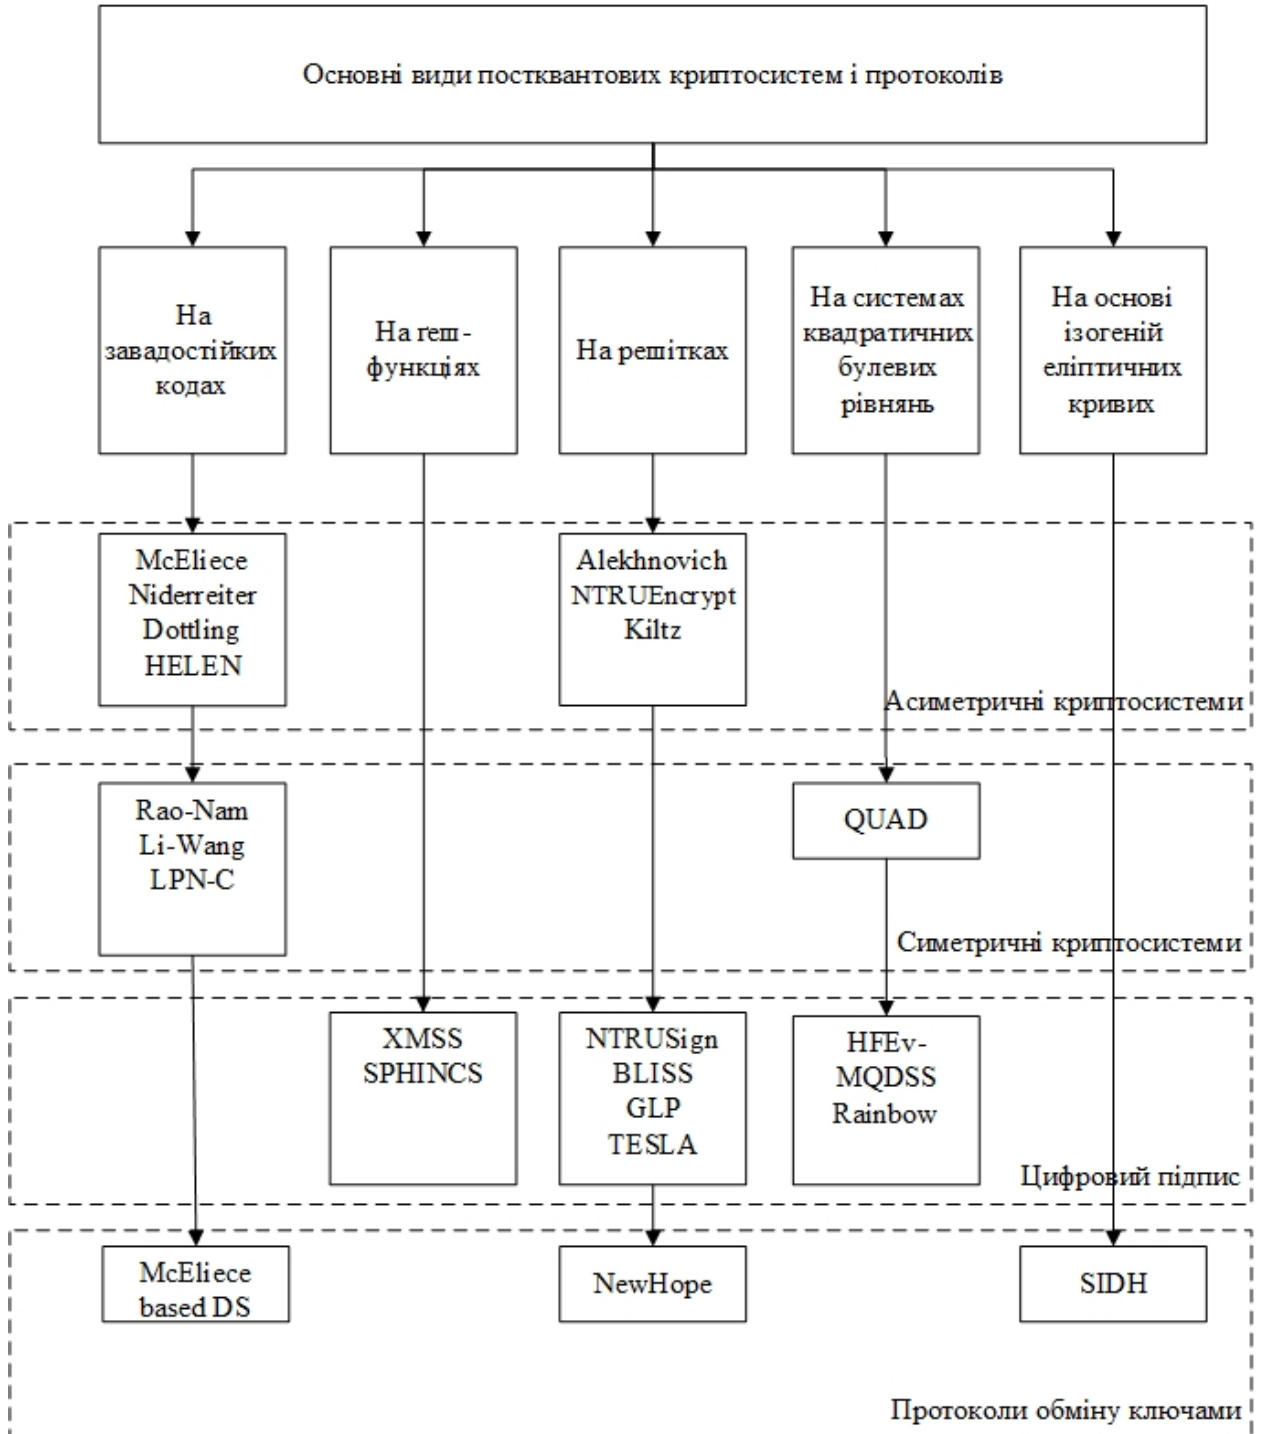 Основні види постквантових криптосистем і протоколів
На
завадостійких
кодах
На геш-
функціях
На решітках
На системах
квадратичних
булевих
рівнянь
На основі
ізогеній
еліптичних
кривих
McEliece
Niderreiter
Dottling
HELEN
Alekhnovich
NTRUEncrypt
Kiltz
Асиметричні криптосистеми
Rao-Nam
Li-Wang
LPN-C
QUAD
Симетричні криптосистеми
XMSS
SPHINCS
NTRUSign
BLISS
GLP
TESLA
HFEv-
MQDSS
Rainbow
Цифровий підпис
McEliece
based DS
NewHope
SIDH
Протоколи обміну ключами